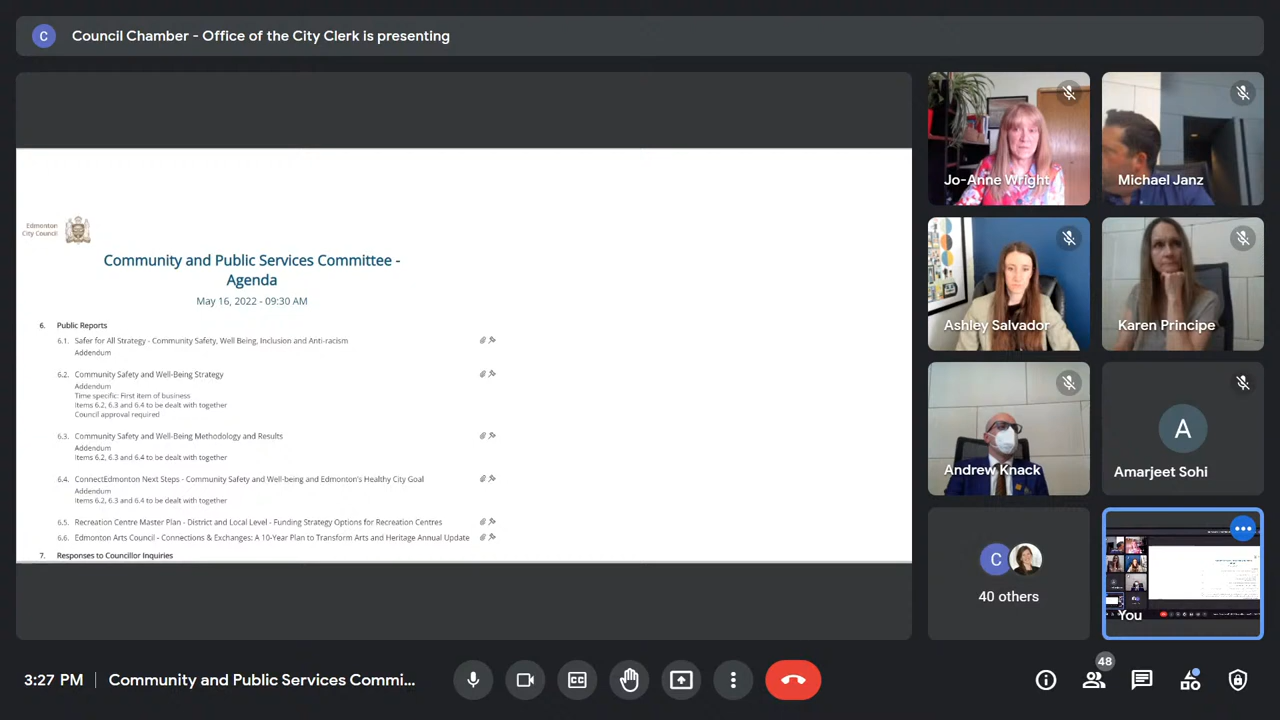 C Council Chamber - Office of the City Clerk is presenting
Edmonton
City Council
Community and Public Services Committee -
Agenda
May 16, 2022 - 09:30 AM
6. Public Reports
6.1. Safer for All Strategy - Community Safety, Well Being, Inclusion and Anti-racism
Addendum
6.2. Community Safety and Well-Being Strategy
Addendum
Time specific: First item of business
Items 6.2, 6.3 and 6.4 to be dealt with together
Council approval required
6.3. Community Safety and Well-Being Methodology and Results
Addendum
Items 6.2, 6.3 and 6.4 to be dealt with together
6.4. ConnectEdmonton Next Steps - Community Safety and Well-being and Edmonton's Healthy City Goal
Addendum
Items 6.2, 6.3 and 6.4 to be dealt with together
6.5. Recreation Centre Master Plan - District and Local Level - Funding Strategy Options for Recreation Centres
6.6. Edmonton Arts Council - Connections & Exchanges: A 10-Year Plan to Transform Arts and Heritage Annual Update
7. Responses to Councillor Inquiries
Jo-Anne Wright
Michael Janz
Ashley Salvador
Karen Principe
Andrew Knack
A
Amarjeet Sohi
C
40 others
You
3:27 PM | Community and Public Services Commi...
CC
48